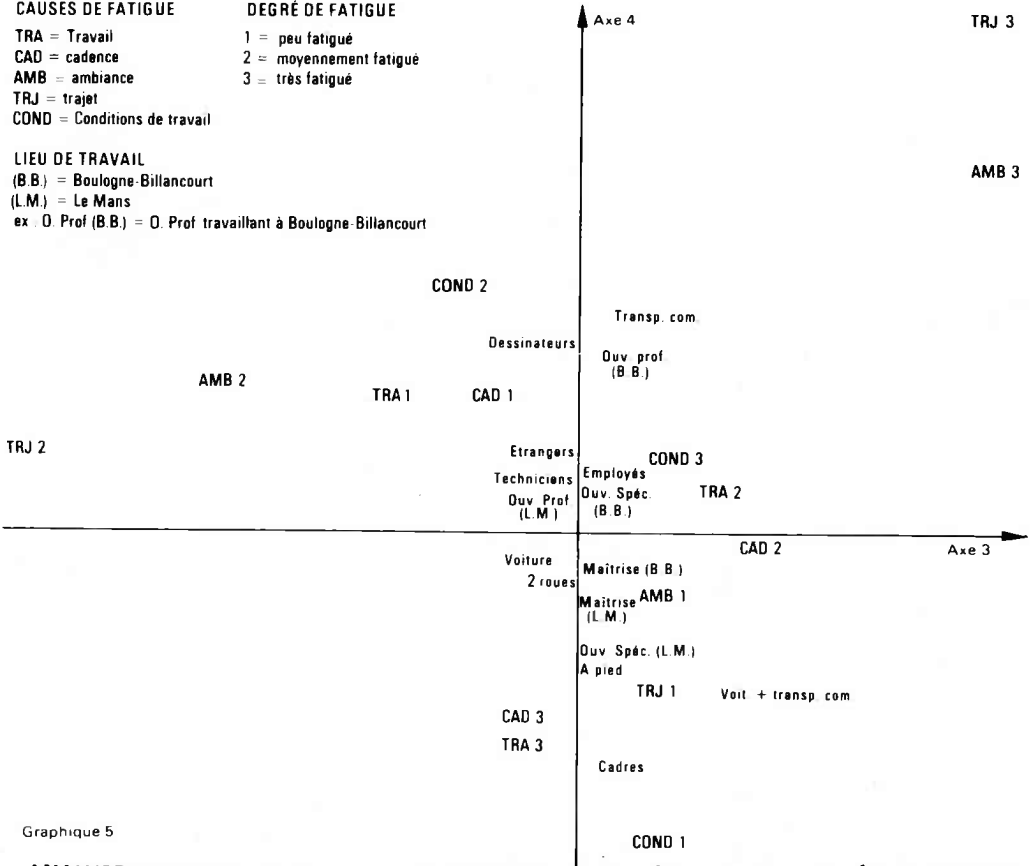 CAUSES DE FATIGUE
TRA = Travail
CAD = cadence
AMB = ambiance
TRJ = trajet
COND = Conditions de travail
DEGRÉ DE FATIGUE
1 = peu fatigué
2 = moyennement fatigué
3 = très fatigué
LIEU DE TRAVAIL
(B.B.) = Boulogne-Billancourt
(L.M.) = Le Mans
ex : O. Prof (B.B.) = O. Prof travaillant à Boulogne-Billancourt
Axe 4
TRJ 3
AMB 3
COND 2
Transp. com.
Dessinateurs
Ouv. prof.
(B.B.)
AMB 2
TRA 1
CAD 1
TRJ 2
Etrangers
COND 3
Employés
Techniciens
Ouv. Spéc.
(B.B.)
TRA 2
Ouv. Prof.
(L.M.)
CAD 2
Axe 3
Voiture
2 roues
Maîtrise (B.B.)
Maîtrise
(L.M.)
AMB 1
Ouv. Spéc. (L.M.)
A pied
TRJ 1
Voit. + transp. com.
CAD 3
TRA 3
Cadres
Graphique 5
COND 1